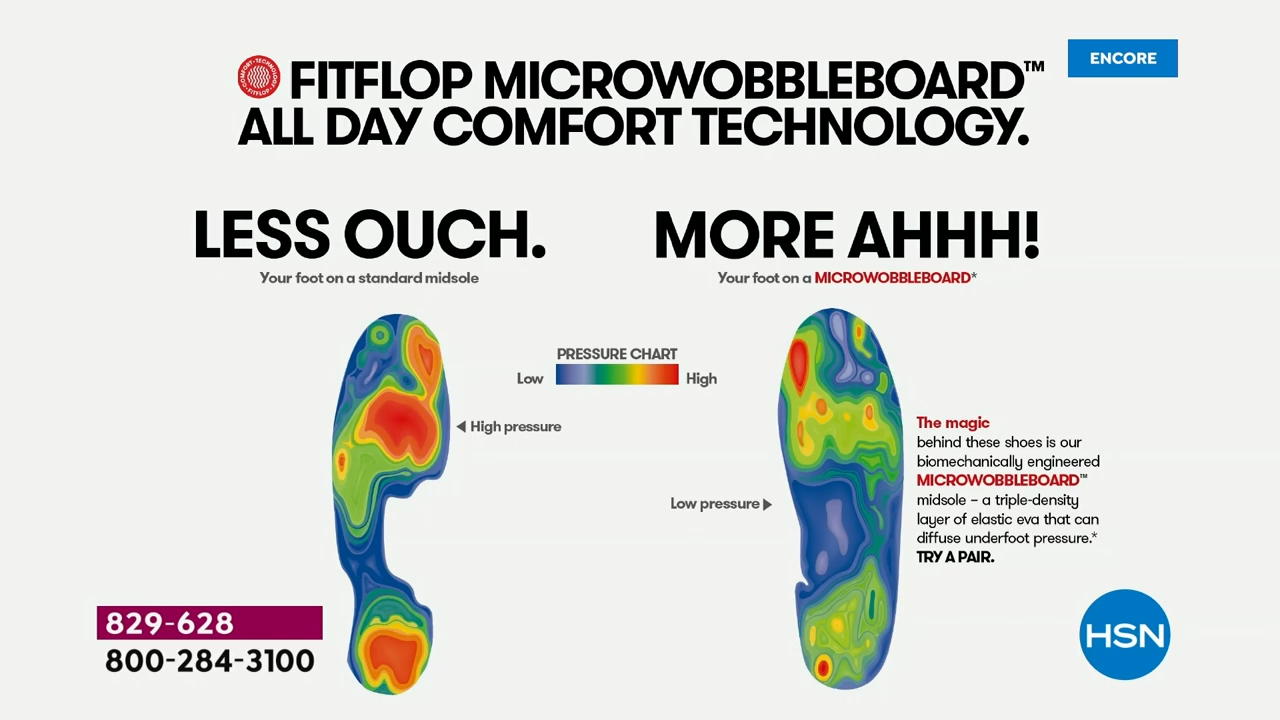 ENCORE
FITFLOP MICROWOBBLEBOARD™
ALL DAY COMFORT TECHNOLOGY.
LESS OUCH.
Your foot on a standard midsole
MORE AHHH!
Your foot on a MICROWOBBLEBOARD*
PRESSURE CHART
Low
High
High pressure
Low pressure
The magic
behind these shoes is our
biomechanically engineered
MICROWOBBLEBOARD™
midsole – a triple-density
layer of elastic eva that can
diffuse underfoot pressure.*
TRY A PAIR.
829-628
800-284-3100
HSN